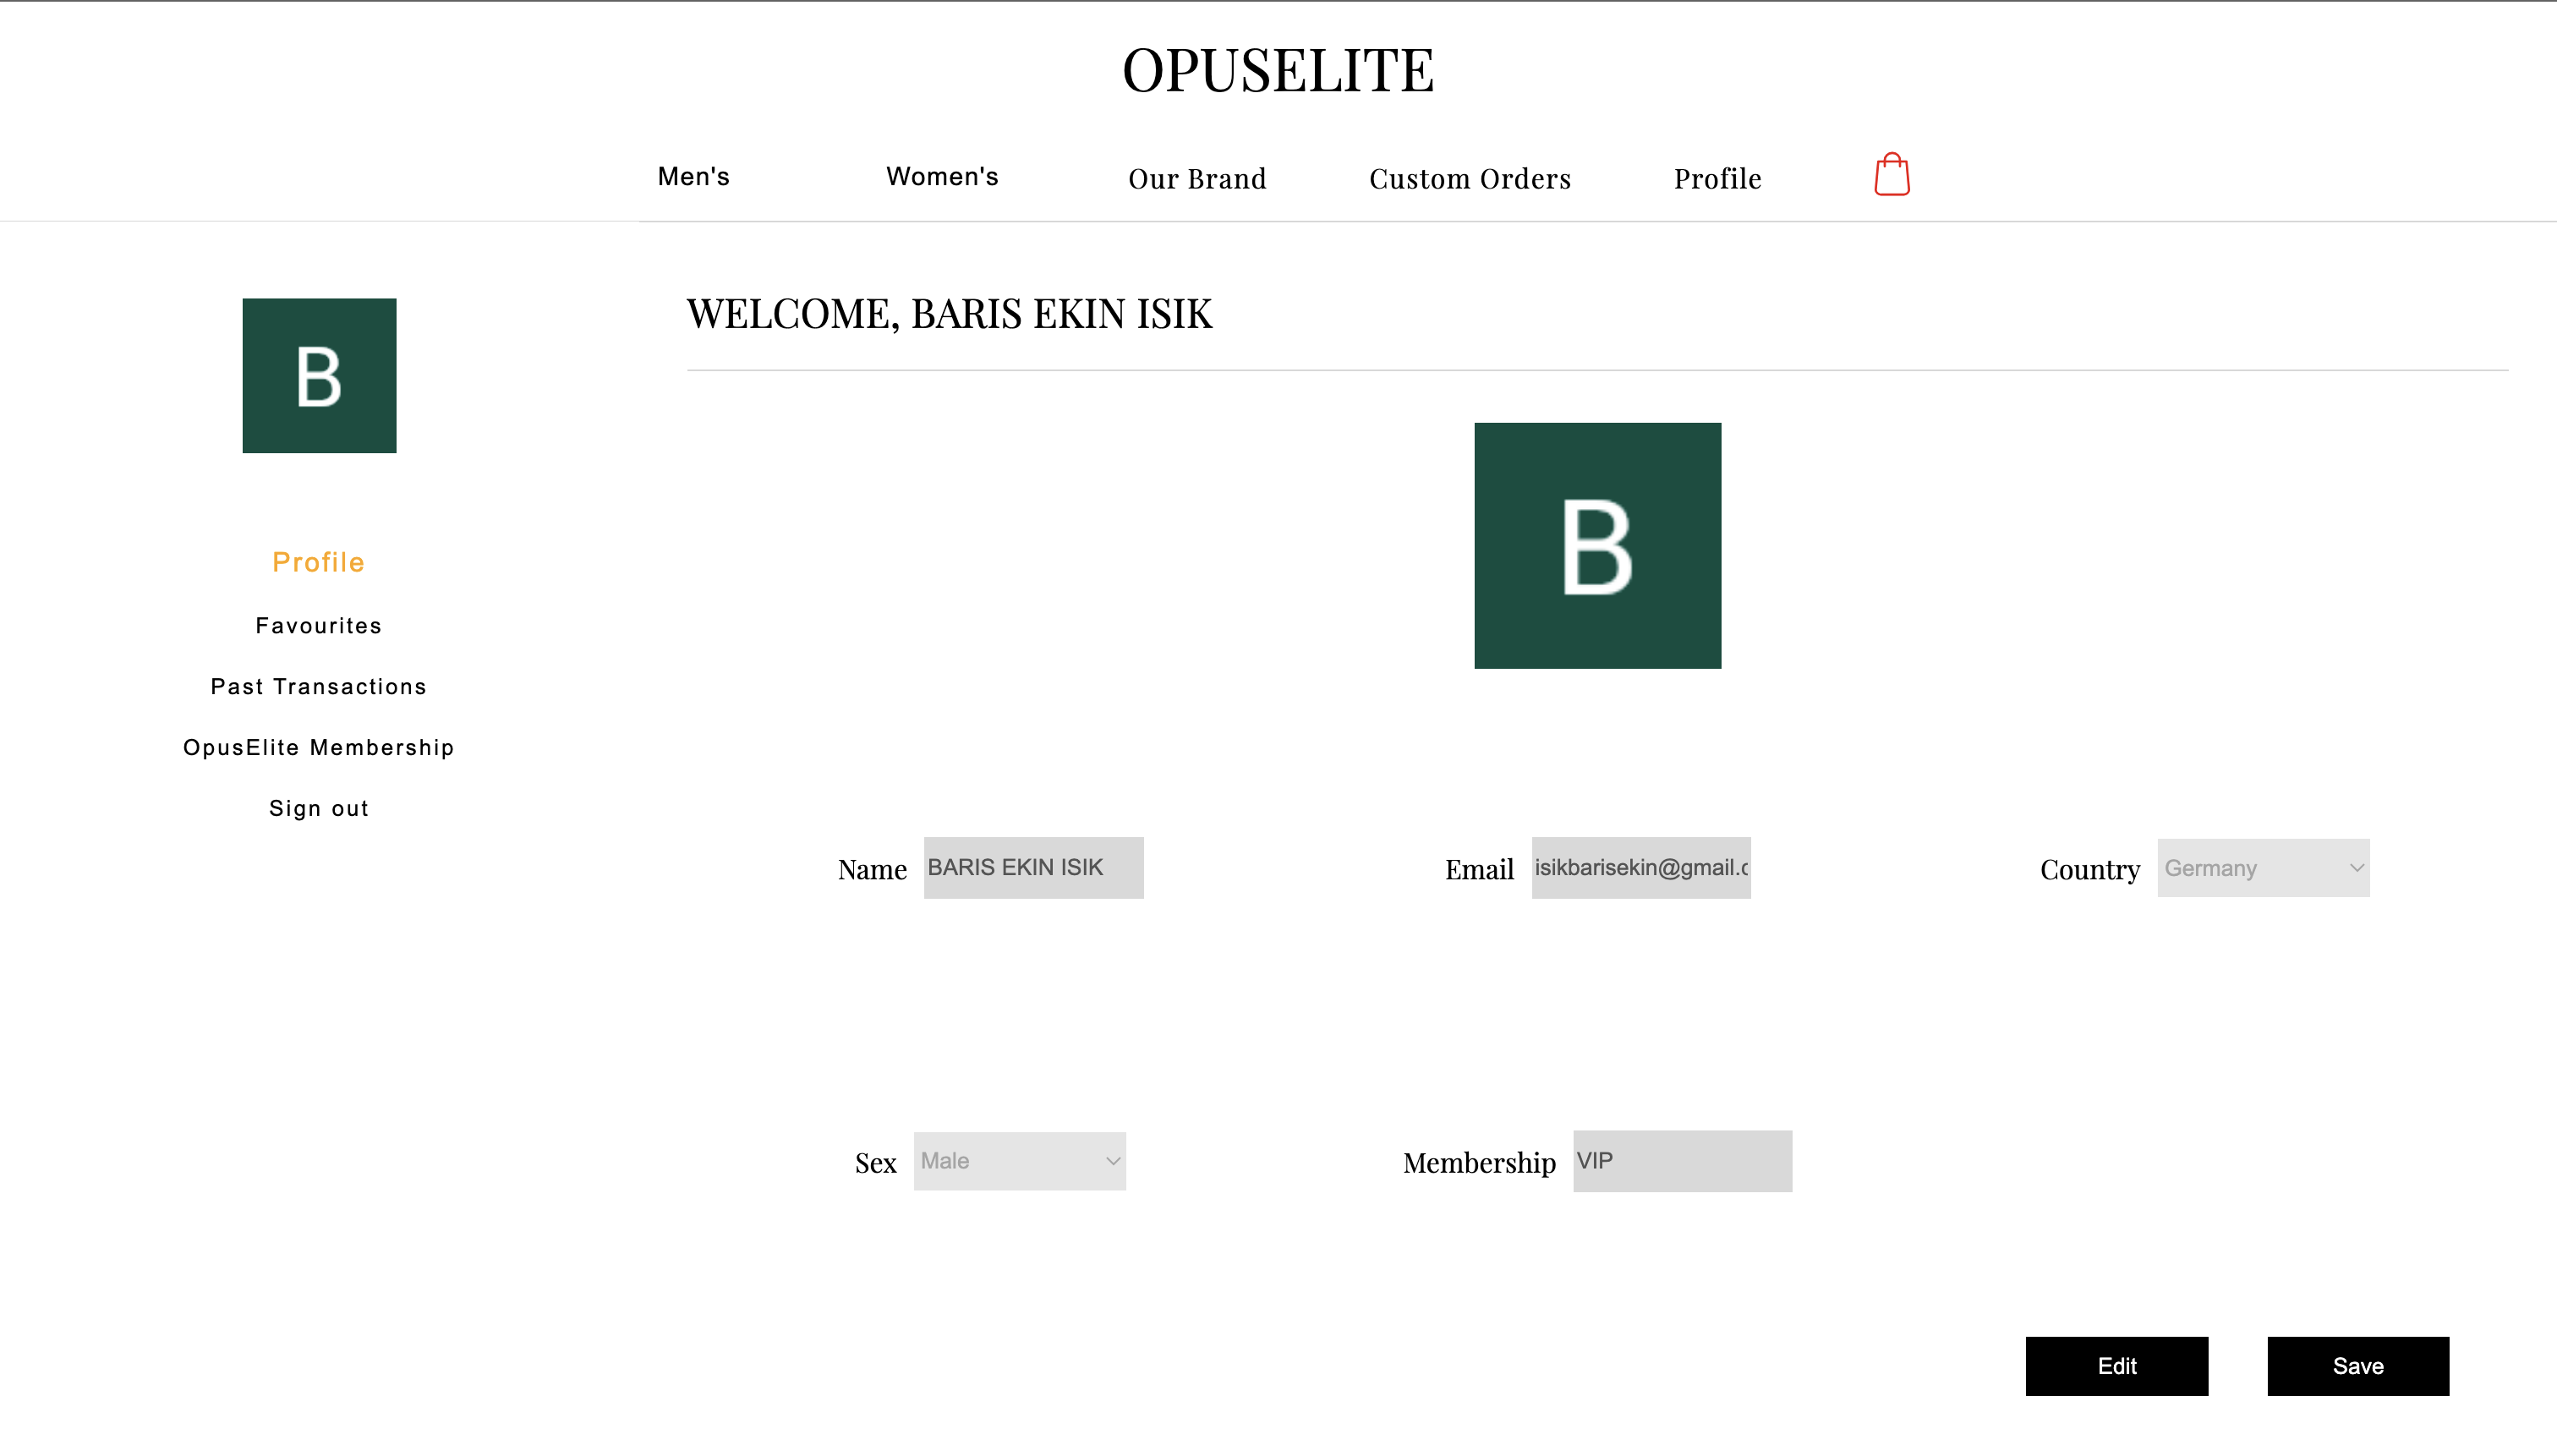 OPUSELITE
Men's Women's Our Brand Custom Orders Profile
B
Profile
Favourites
Past Transactions
OpusElite Membership
Sign out
WELCOME, BARIS EKIN ISIK
B
Name BARIS EKIN ISIK
Email isikbarisekin@gmail.c
Country Germany
Sex Male
Membership VIP
Edit Save